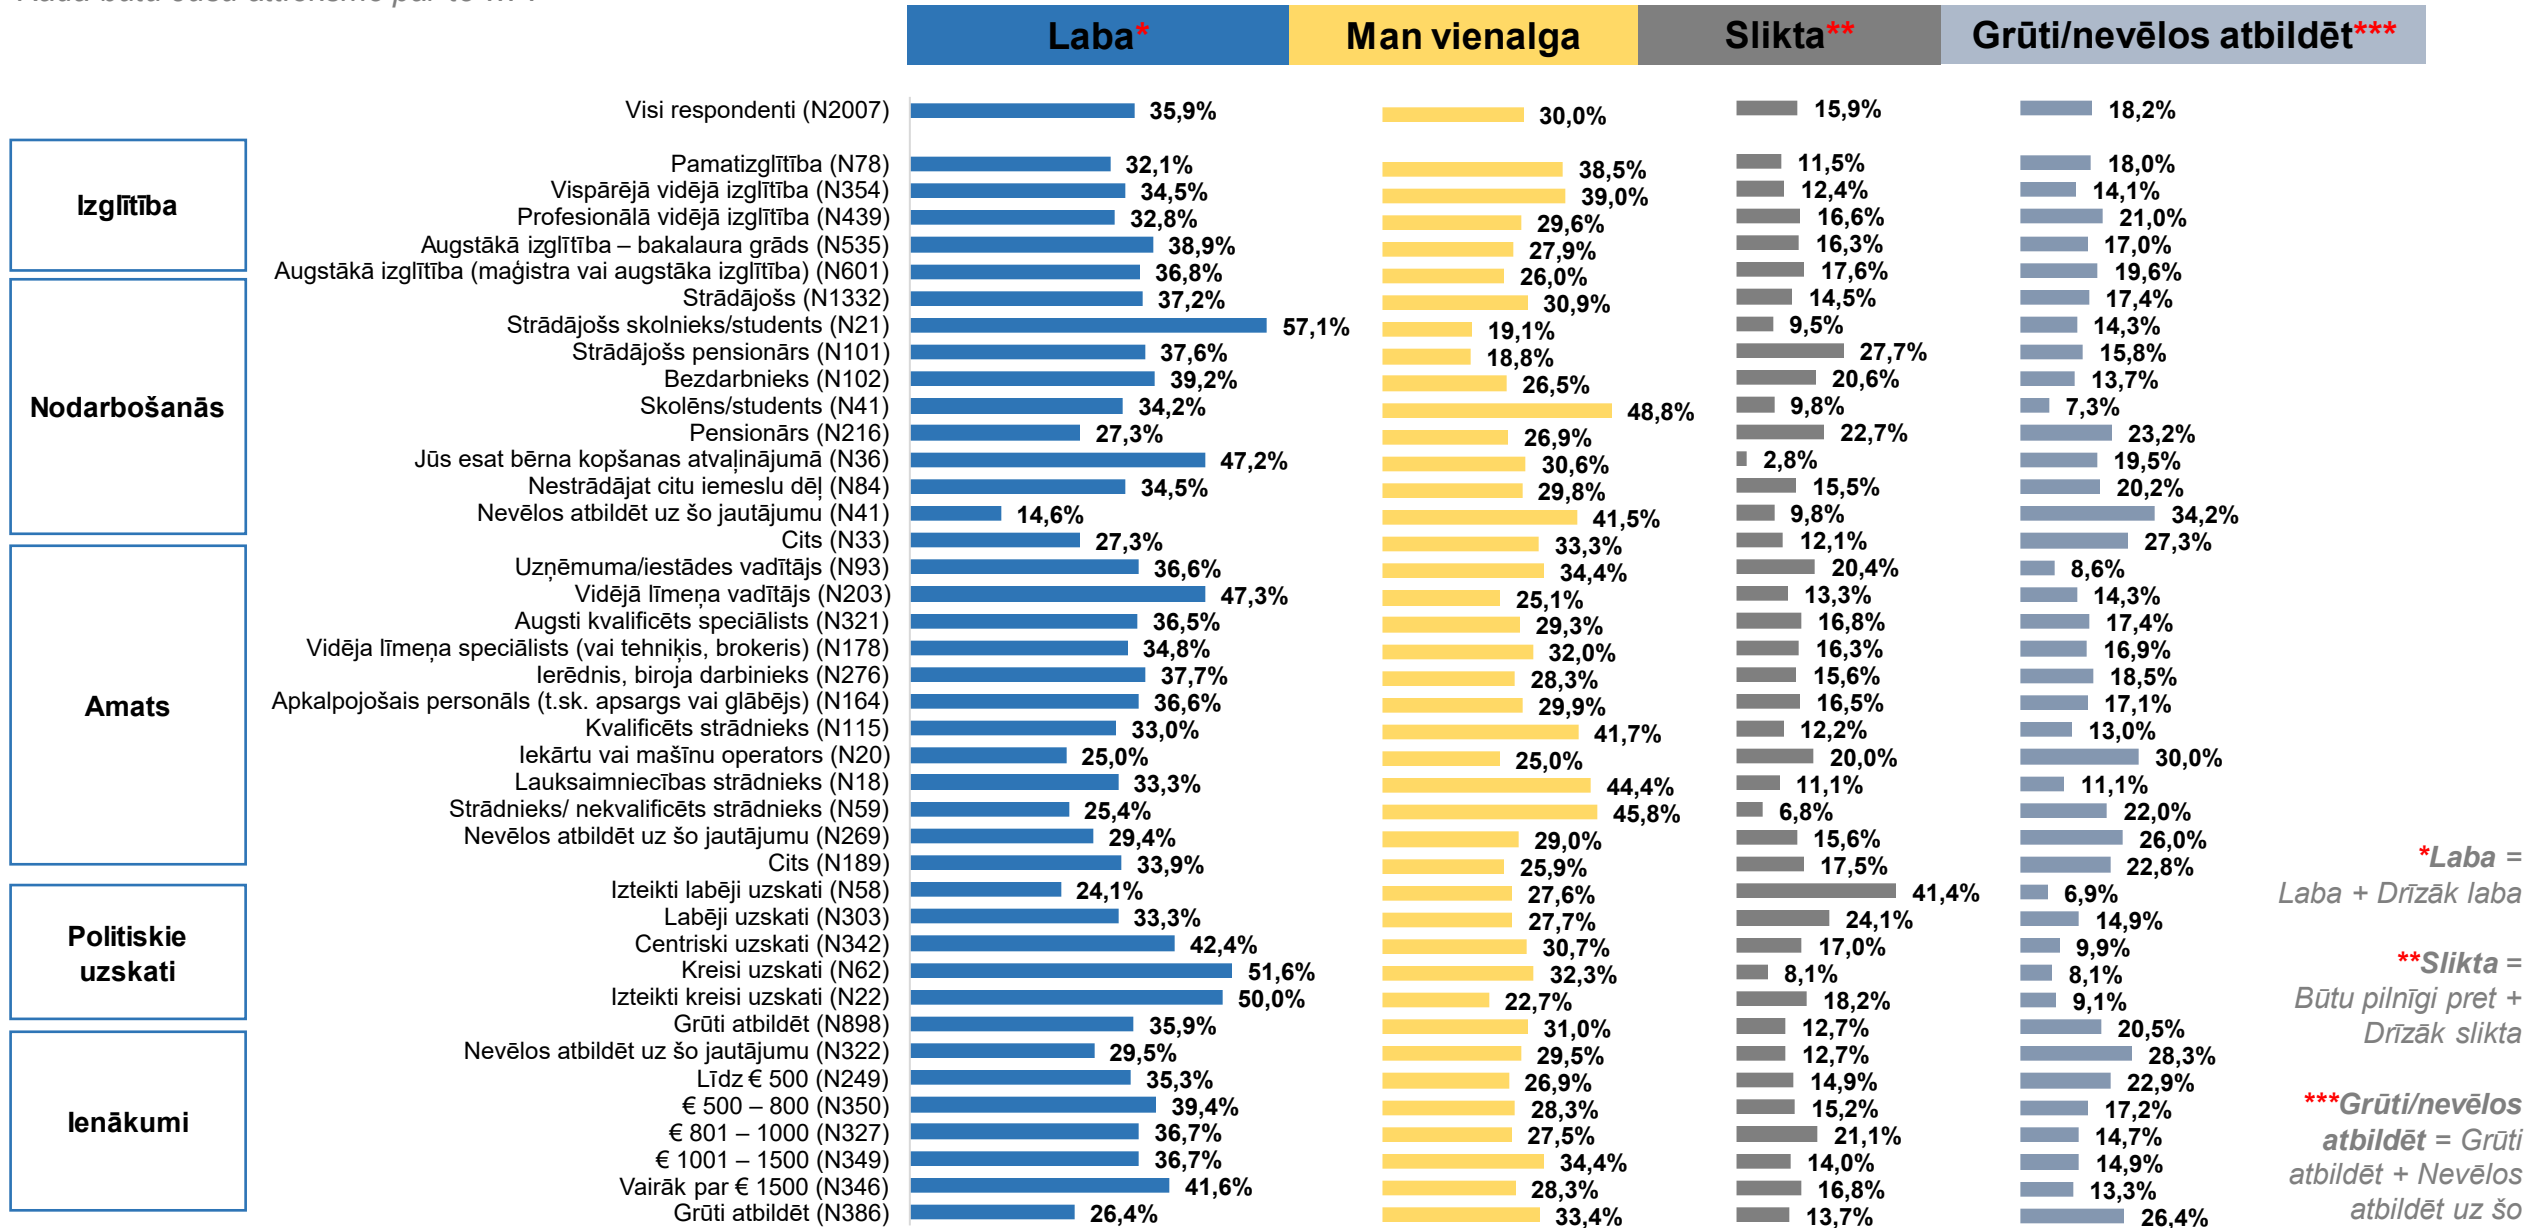 Laba* Man vienalga Slikta** Grūti/nevēlos atbildēt***
Visi respondenti (N2007) 35,9% 30,0% 15,9% 18,2%
Izglītība
Pamatizglītība (N78) 32,1% 38,5% 11,5% 18,0%
Vispārējā vidējā izglītība (N354) 34,5% 39,0% 12,4% 14,1%
Profesionālā vidējā izglītība (N439) 32,8% 29,6% 16,6% 21,0%
Augstākā izglītība – bakalaura grāds (N535) 38,9% 27,9% 16,3% 17,0%
Augstākā izglītība (maģistra vai augstāka izglītība) (N601) 36,8% 26,0% 17,6% 19,6%
Nodarbošanās
Strādājošs (N1332) 37,2% 30,9% 14,5% 17,4%
Strādājošs skolnieks/students (N21) 57,1% 19,1% 9,5% 14,3%
Strādājošs pensionārs (N101) 37,6% 18,8% 27,7% 15,8%
Bezdarbnieks (N102) 39,2% 26,5% 20,6% 13,7%
Skolēns/students (N41) 34,2% 48,8% 9,8% 7,3%
Pensionārs (N216) 27,3% 26,9% 22,7% 23,2%
Jūs esat bērna kopšanas atvaļinājumā (N36) 47,2% 30,6% 2,8% 19,5%
Nestrādājat citu iemeslu dēļ (N84) 34,5% 29,8% 15,5% 20,2%
Nevēlos atbildēt uz šo jautājumu (N41) 14,6% 41,5% 9,8% 34,2%
Cits (N33) 27,3% 33,3% 12,1% 27,3%
Amats
Uzņēmuma/iestādes vadītājs (N93) 36,6% 34,4% 20,4% 8,6%
Vidējā līmeņa vadītājs (N203) 47,3% 25,1% 13,3% 14,3%
Augsti kvalificēts speciālists (N321) 36,5% 29,3% 16,8% 17,4%
Vidēja līmeņa speciālists (vai tehniķis, brokeris) (N178) 34,8% 32,0% 16,3% 16,9%
Ierēdnis, biroja darbinieks (N276) 37,7% 28,3% 15,6% 18,5%
Apkalpojošais personāls (t.sk. apsargs vai glābējs) (N164) 36,6% 29,9% 16,5% 17,1%
Kvalificēts strādnieks (N115) 33,0% 41,7% 12,2% 13,0%
Iekārtu vai mašīnu operators (N20) 25,0% 25,0% 20,0% 30,0%
Lauksaimniecības strādnieks (N18) 33,3% 44,4% 11,1% 11,1%
Strādnieks/ nekvalificēts strādnieks (N59) 25,4% 45,8% 6,8% 22,0%
Nevēlos atbildēt uz šo jautājumu (N269) 29,4% 29,0% 15,6% 26,0%
Cits (N189) 33,9% 25,9% 17,5% 22,8%
Politiskie
uzskati
Izteikti labēji uzskati (N58) 24,1% 27,6% 41,4% 6,9%
Labēji uzskati (N303) 33,3% 27,7% 24,1% 14,9%
Centriski uzskati (N342) 42,4% 30,7% 17,0% 9,9%
Kreisi uzskati (N62) 51,6% 32,3% 8,1% 8,1%
Izteikti kreisi uzskati (N22) 50,0% 22,7% 18,2% 9,1%
Grūti atbildēt (N898) 35,9% 31,0% 12,7% 20,5%
Nevēlos atbildēt uz šo jautājumu (N322) 29,5% 29,5% 12,7% 28,3%
Ienākumi
Līdz € 500 (N249) 35,3% 26,9% 14,9% 22,9%
€ 500 – 800 (N350) 39,4% 28,3% 15,2% 17,2%
€ 801 – 1000 (N327) 36,7% 27,5% 21,1% 14,7%
€ 1001 – 1500 (N349) 36,7% 34,4% 14,0% 14,9%
Vairāk par € 1500 (N346) 41,6% 28,3% 16,8% 13,3%
Grūti atbildēt (N386) 26,4% 33,4% 13,7% 26,4%
*Laba =
Laba + Drīzāk laba
**Slikta =
Būtu pilnīgi pret +
Drīzāk slikta
***Grūti/nevēlos
atbildēt = Grūti
atbildēt + Nevēlos
atbildēt uz šo